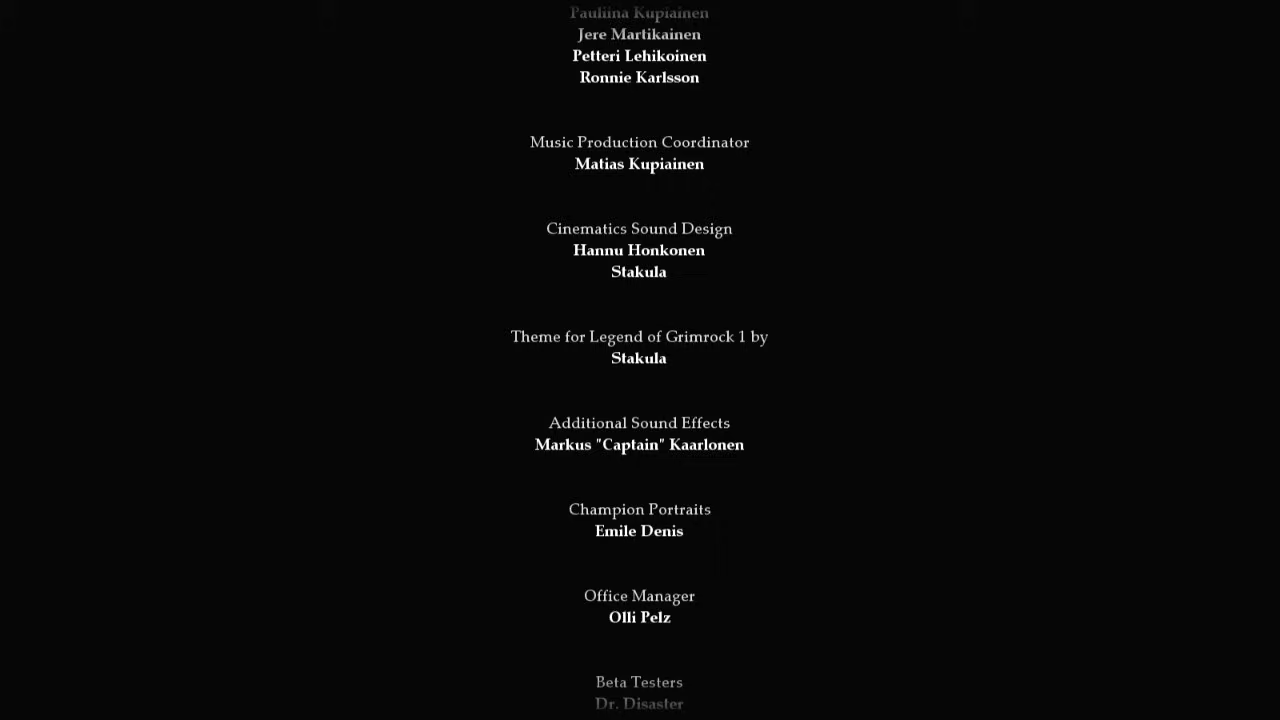 Pauliina Kupiainen
Jere Martikainen
Petteri Lehikoinen
Ronnie Karlsson
Music Production Coordinator
Matias Kupiainen
Cinematics Sound Design
Hannu Honkonen
Stakula
Theme for Legend of Grimrock 1 by
Stakula
Additional Sound Effects
Markus "Captain" Kaarlonen
Champion Portraits
Emile Denis
Office Manager
Olli Pelz
Beta Testers
Dr. Disaster